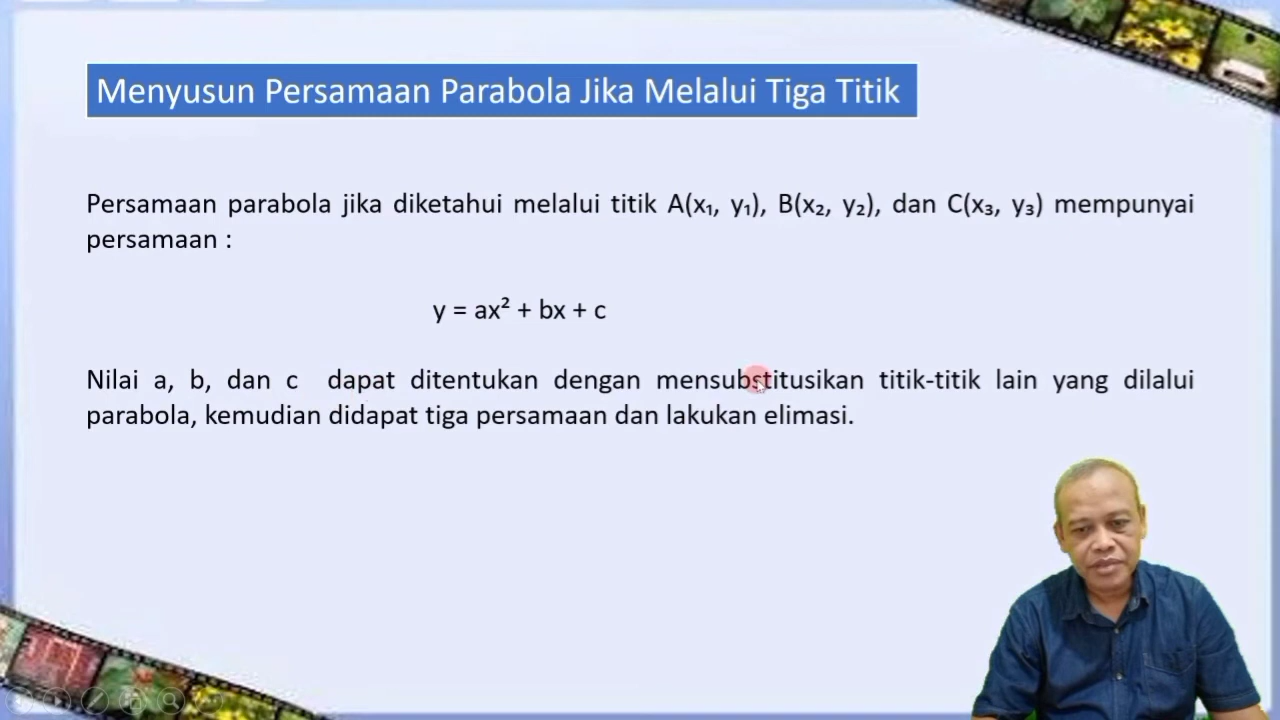 Menyusun Persamaan Parabola Jika Melalui Tiga Titik
Persamaan parabola jika diketahui melalui titik A(x₁, y₁), B(x₂, y₂), dan C(x₃, y₃) mempunyai
persamaan :
y = ax² + bx + c
Nilai a, b, dan c dapat ditentukan dengan mensubstitusikan titik-titik lain yang dilalui
parabola, kemudian didapat tiga persamaan dan lakukan elimasi.